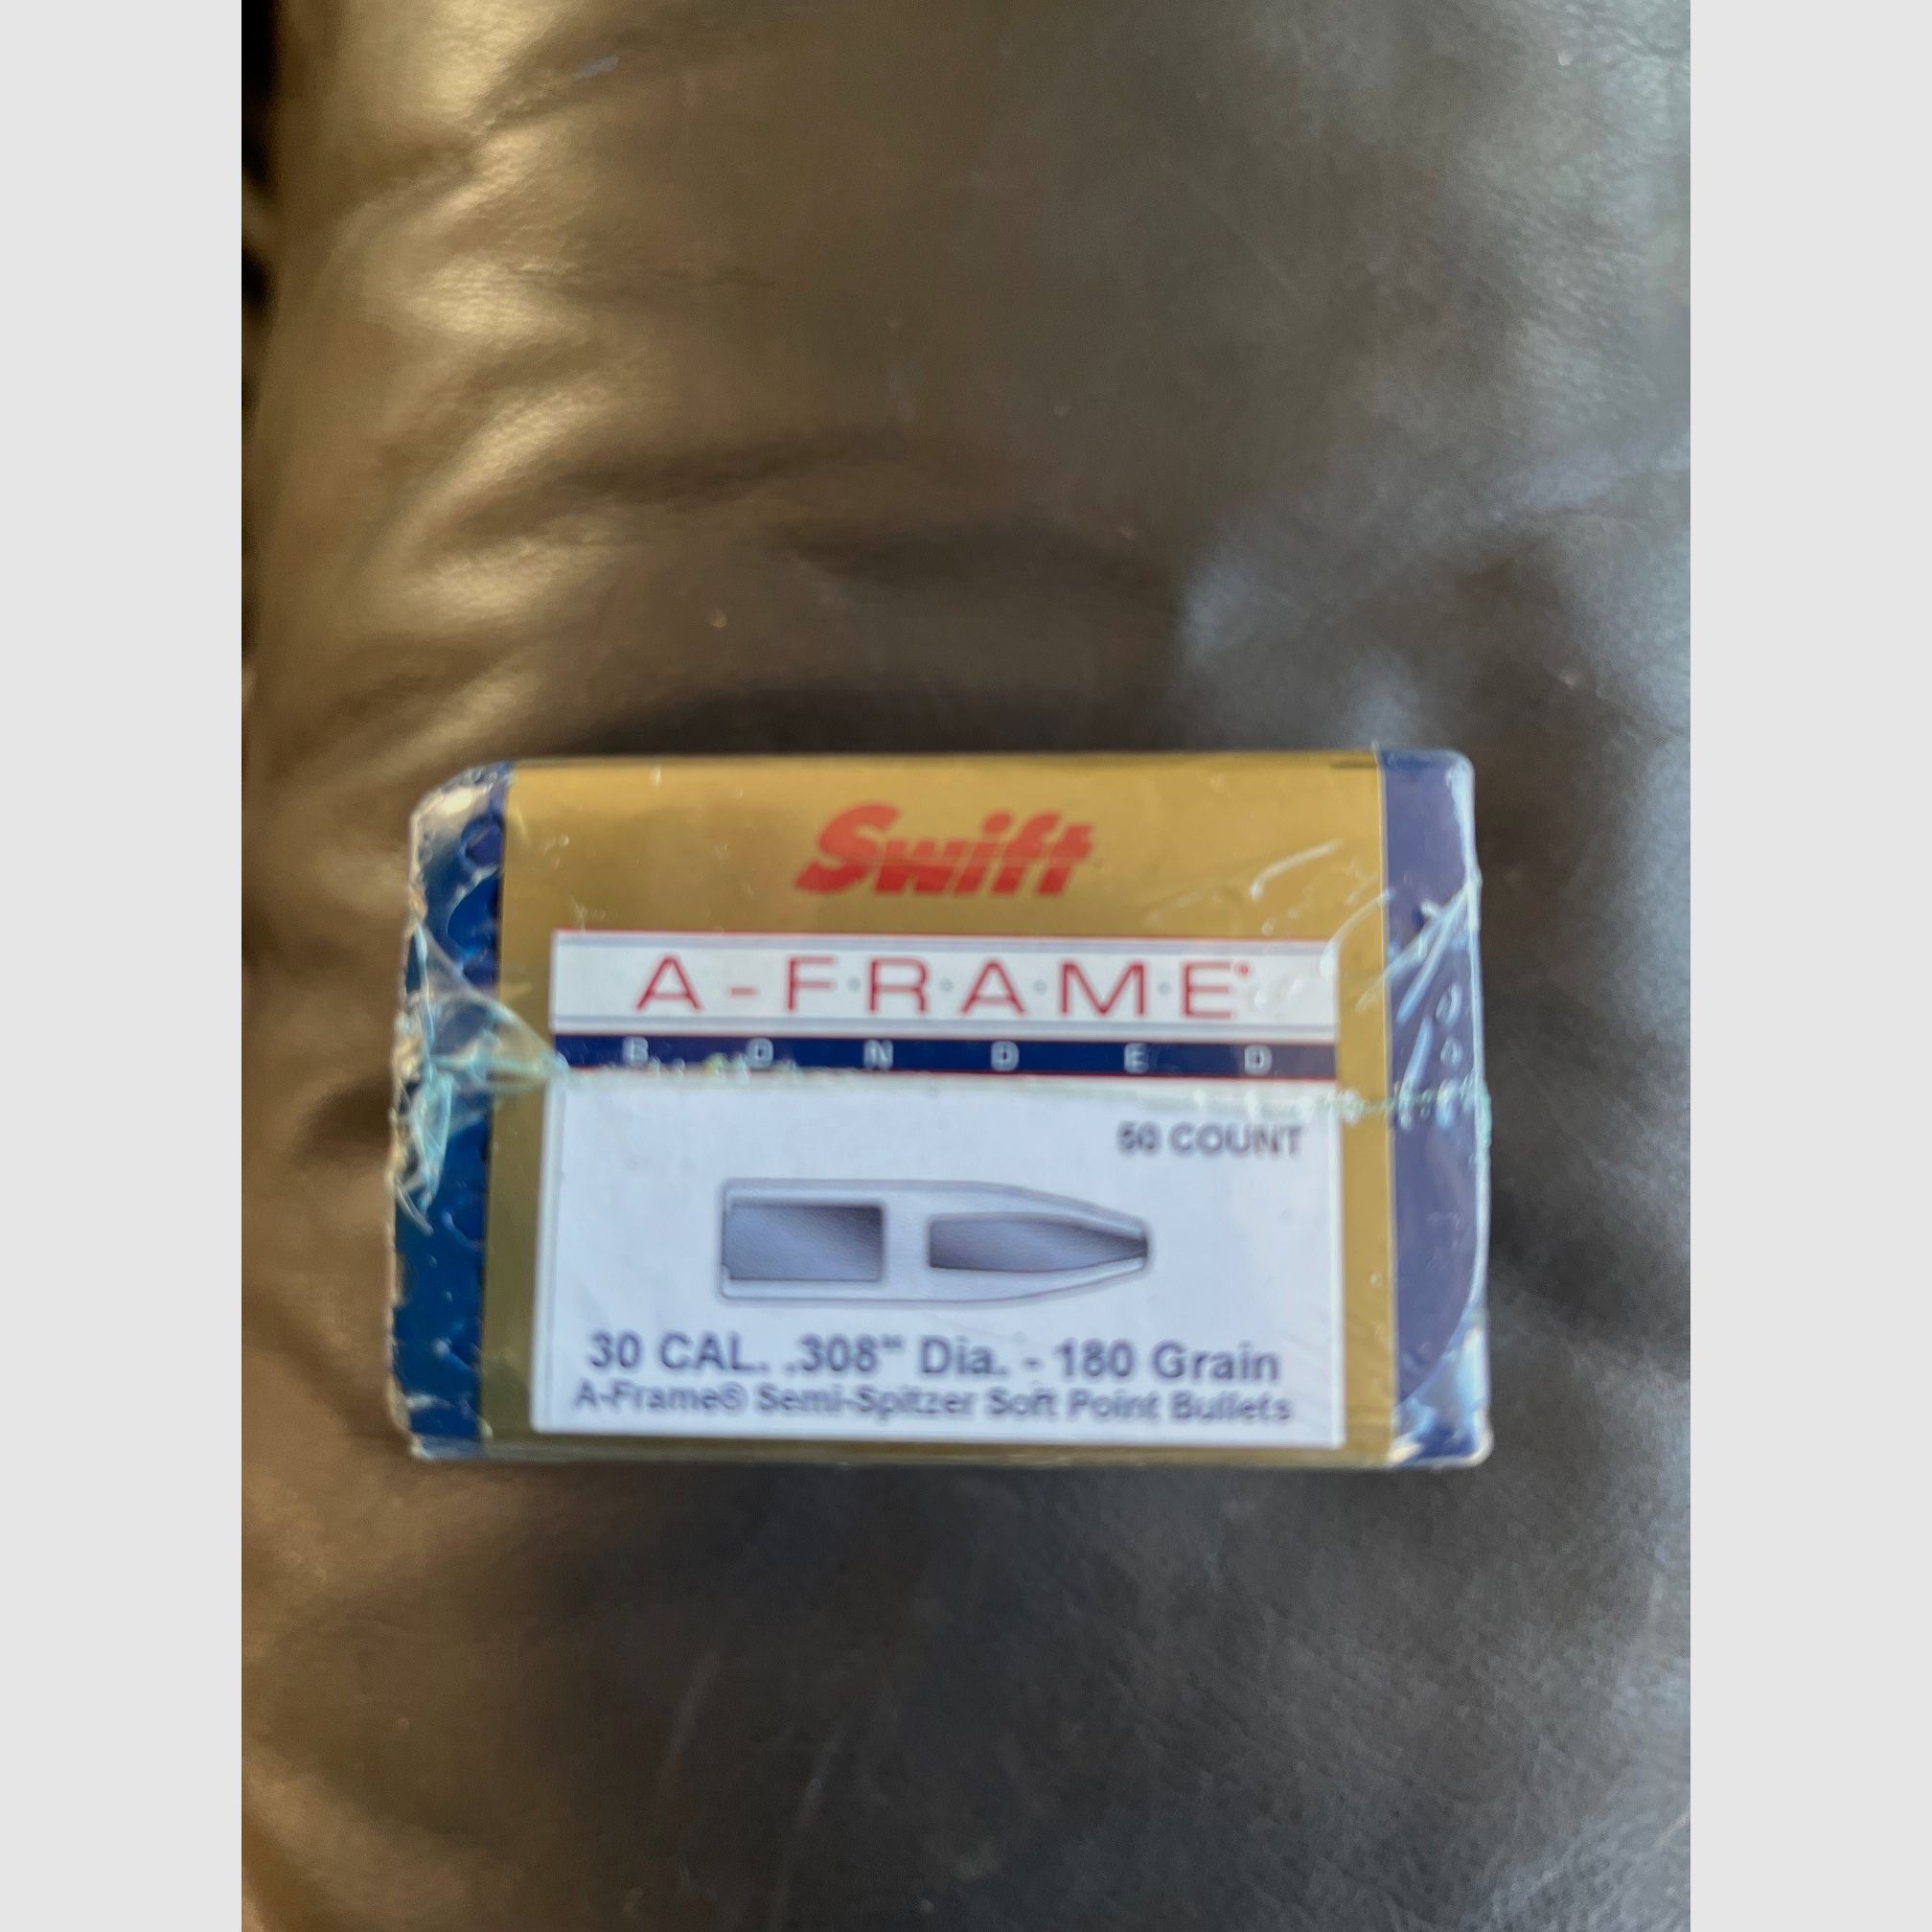 Swift
A-FRAME®
BONDED
50 COUNT
30 CAL. .308" Dia. - 180 Grain
A-Frame® Semi-Spitzer Soft Point Bullets